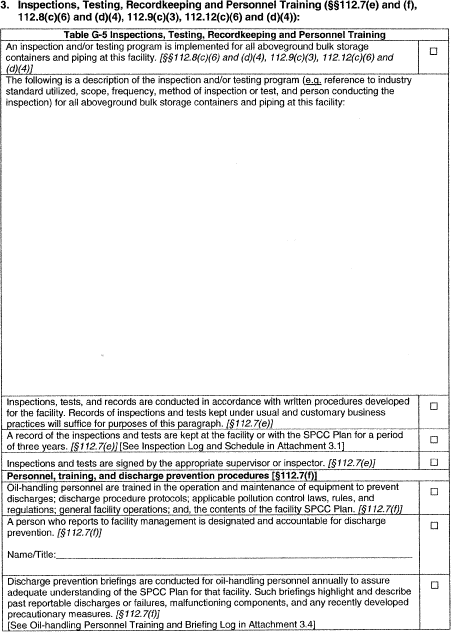 3. Inspections, Testing, Recordkeeping and Personnel Training (§§112.7(e) and (f),
112.8(c)(6) and (d)(4), 112.9(c)(3), 112.12(c)(6) and (d)(4)):
Table G-5 Inspections, Testing, Recordkeeping and Personnel Training
An inspection and/or testing program is implemented for all aboveground bulk storage
containers and piping at this facility. [§§112.8(c)(6) and (d)(4), 112.9(c)(3), 112.12(c)(6) and
(d)(4)]
☐
The following is a description of the inspection and/or testing program (e.g. reference to industry
standard utilized, scope, frequency, method of inspection or test, and person conducting the
inspection) for all aboveground bulk storage containers and piping at this facility:
Inspections, tests, and records are conducted in accordance with written procedures developed
for the facility. Records of inspections and tests kept under usual and customary business
practices will suffice for purposes of this paragraph. [§112.7(e)]
☐
A record of the inspections and tests are kept at the facility or with the SPCC Plan for a period
of three years. [§112.7(e)] [See Inspection Log and Schedule in Attachment 3.1]
☐
Inspections and tests are signed by the appropriate supervisor or inspector. [§112.7(e)]
☐
Personnel, training, and discharge prevention procedures [§112.7(f)]
Oil-handling personnel are trained in the operation and maintenance of equipment to prevent
discharges; discharge procedure protocols; applicable pollution control laws, rules, and
regulations; general facility operations; and, the contents of the facility SPCC Plan. [§112.7(f)]
☐
A person who reports to facility management is designated and accountable for discharge
prevention. [§112.7(f)]
☐
Name/Title:
Discharge prevention briefings are conducted for oil-handling personnel annually to assure
adequate understanding of the SPCC Plan for that facility. Such briefings highlight and describe
past reportable discharges or failures, malfunctioning components, and any recently developed
precautionary measures. [§112.7(f)]
[See Oil-handling Personnel Training and Briefing Log in Attachment 3.4]
☐